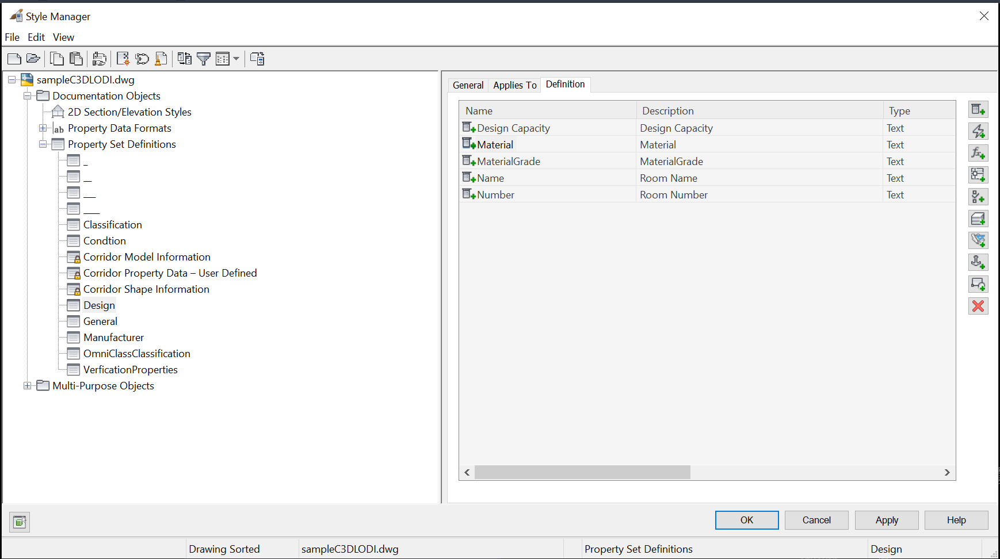 Style Manager
File Edit View
sampleC3DLODI.dwg
Documentation Objects
2D Section/Elevation Styles
ab Property Data Formats
Property Set Definitions
_
__
___
____
Classification
Condtion
Corridor Model Information
Corridor Property Data – User Defined
Corridor Shape Information
Design
General
Manufacturer
OmniClassClassification
VerficationProperties
Multi-Purpose Objects
General Applies To Definition
Name Description Type
Design Capacity Design Capacity Text
Material Material Text
MaterialGrade MaterialGrade Text
Name Room Name Text
Number Room Number Text
OK Cancel Apply Help
Drawing Sorted sampleC3DLODI.dwg Property Set Definitions Design